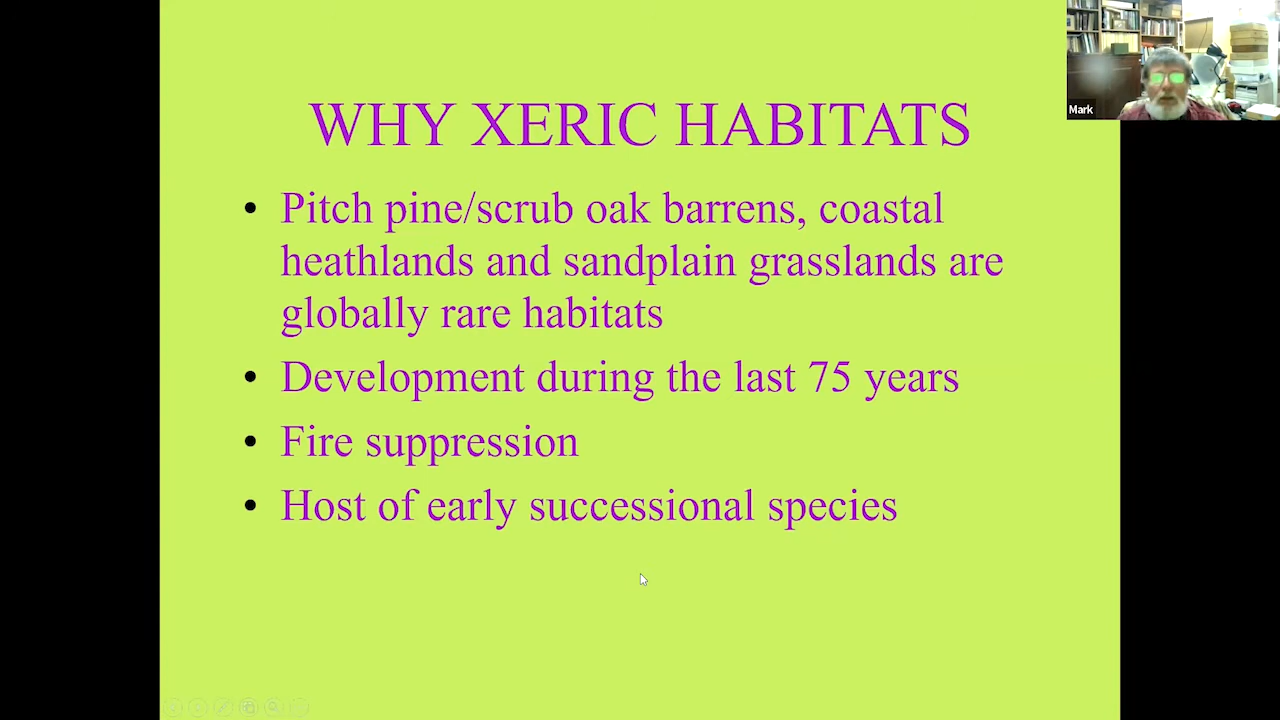 WHY XERIC HABITATS
• Pitch pine/scrub oak barrens, coastal
heathlands and sandplain grasslands are
globally rare habitats
• Development during the last 75 years
• Fire suppression
• Host of early successional species
Mark